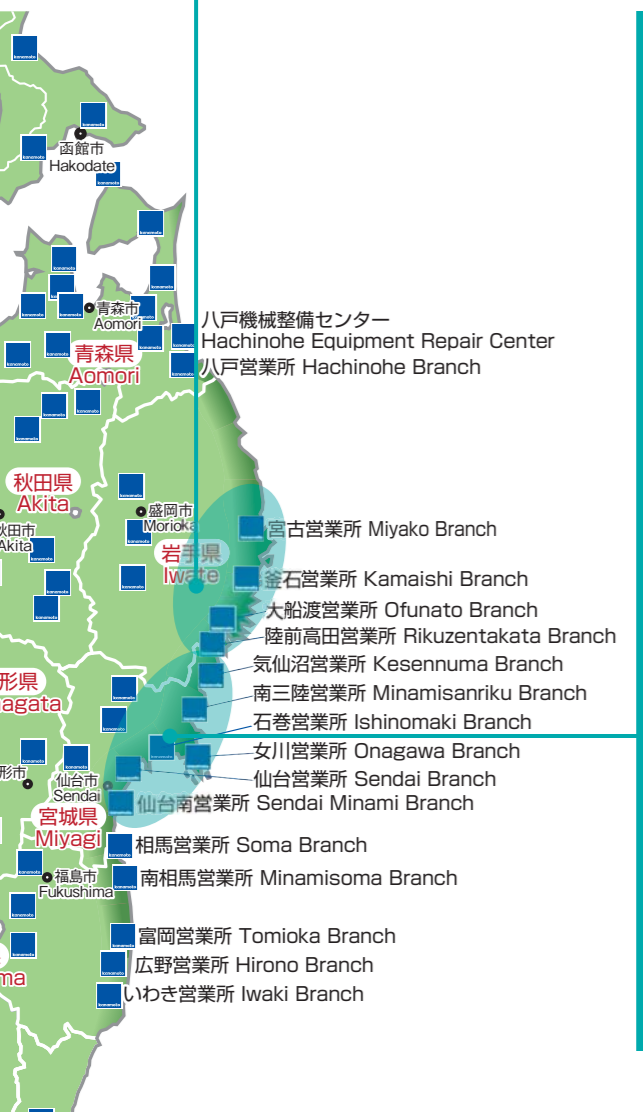 函館市
Hakodate
青森市
Aomori
八戸機械整備センター
Hachinohe Equipment Repair Center
青森県
Aomori
八戸営業所 Hachinohe Branch
秋田県
Akita
盛岡市
Morioka
田市
Akita
宮古営業所 Miyako Branch
岩手県
Iwate
釜石営業所 Kamaishi Branch
大船渡営業所 Ofunato Branch
陸前高田営業所 Rikuzentakata Branch
気仙沼営業所 Kesennuma Branch
形県
agata
南三陸営業所 Minamisanriku Branch
石巻営業所 Ishinomaki Branch
女川営業所 Onagawa Branch
形市
仙台市
Sendai
仙台営業所 Sendai Branch
仙台南営業所 Sendai Minami Branch
宮城県
Miyagi
相馬営業所 Soma Branch
福島市
Fukushima
南相馬営業所 Minamisoma Branch
富岡営業所 Tomioka Branch
広野営業所 Hirono Branch
ma
いわき営業所 Iwaki Branch